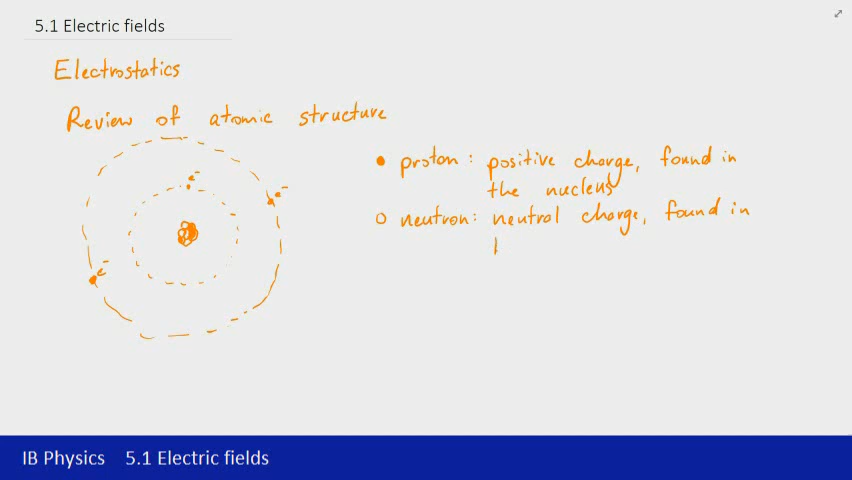 5.1 Electric fields
Electrostatics
Review of atomic structure
proton: positive charge, found in
the nucleus
neutron: neutral charge, found in
e⁻
e⁻
e⁻
IB Physics 5.1 Electric fields